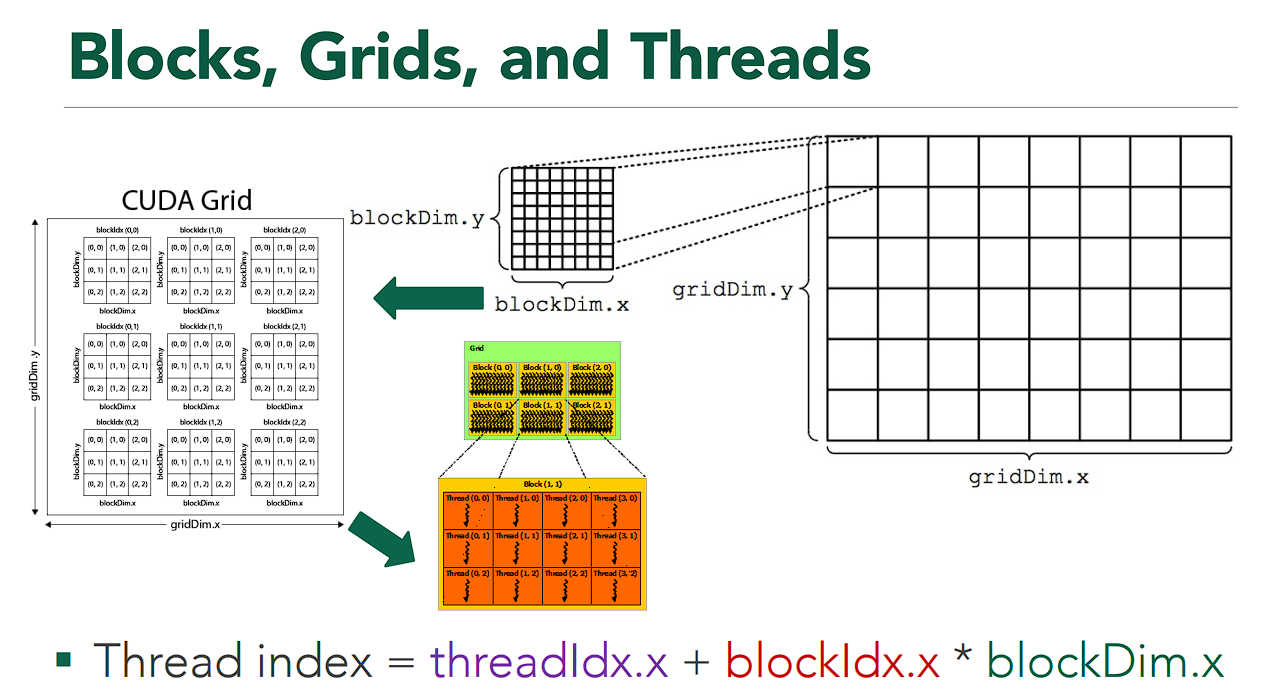 Blocks, Grids, and Threads
CUDA Grid
gridDim.y
blockIdx (0,0) blockIdx (1,0) blockIdx (2,0)
blockDim.y blockDim.y blockDim.y
(0, 0) (1, 0) (2, 0) (0, 0) (1, 0) (2, 0) (0, 0) (1, 0) (2, 0)
(0, 1) (1, 1) (2, 1) (0, 1) (1, 1) (2, 1) (0, 1) (1, 1) (2, 1)
(0, 2) (1, 2) (2, 2) (0, 2) (1, 2) (2, 2) (0, 2) (1, 2) (2, 2)
blockDim.x blockDim.x blockDim.x
blockIdx (0,1) blockIdx (1,1) blockIdx (2,1)
blockDim.y blockDim.y blockDim.y
(0, 0) (1, 0) (2, 0) (0, 0) (1, 0) (2, 0) (0, 0) (1, 0) (2, 0)
(0, 1) (1, 1) (2, 1) (0, 1) (1, 1) (2, 1) (0, 1) (1, 1) (2, 1)
(0, 2) (1, 2) (2, 2) (0, 2) (1, 2) (2, 2) (0, 2) (1, 2) (2, 2)
blockDim.x blockDim.x blockDim.x
blockIdx (0,2) blockIdx (1,2) blockIdx (2,2)
blockDim.y blockDim.y blockDim.y
(0, 0) (1, 0) (2, 0) (0, 0) (1, 0) (2, 0) (0, 0) (1, 0) (2, 0)
(0, 1) (1, 1) (2, 1) (0, 1) (1, 1) (2, 1) (0, 1) (1, 1) (2, 1)
(0, 2) (1, 2) (2, 2) (0, 2) (1, 2) (2, 2) (0, 2) (1, 2) (2, 2)
blockDim.x blockDim.x blockDim.x
gridDim.x
blockDim.y
blockDim.x
gridDim.y
gridDim.x
Grid
Block (0, 0) Block (1, 0) Block (2, 0)
Block (0, 1) Block (1, 1) Block (2, 1)
Block (1, 1)
Thread (0, 0) Thread (1, 0) Thread (2, 0) Thread (3, 0)
Thread (0, 1) Thread (1, 1) Thread (2, 1) Thread (3, 1)
Thread (0, 2) Thread (1, 2) Thread (2, 2) Thread (3, 2)
▪ Thread index = threadIdx.x + blockIdx.x * blockDim.x